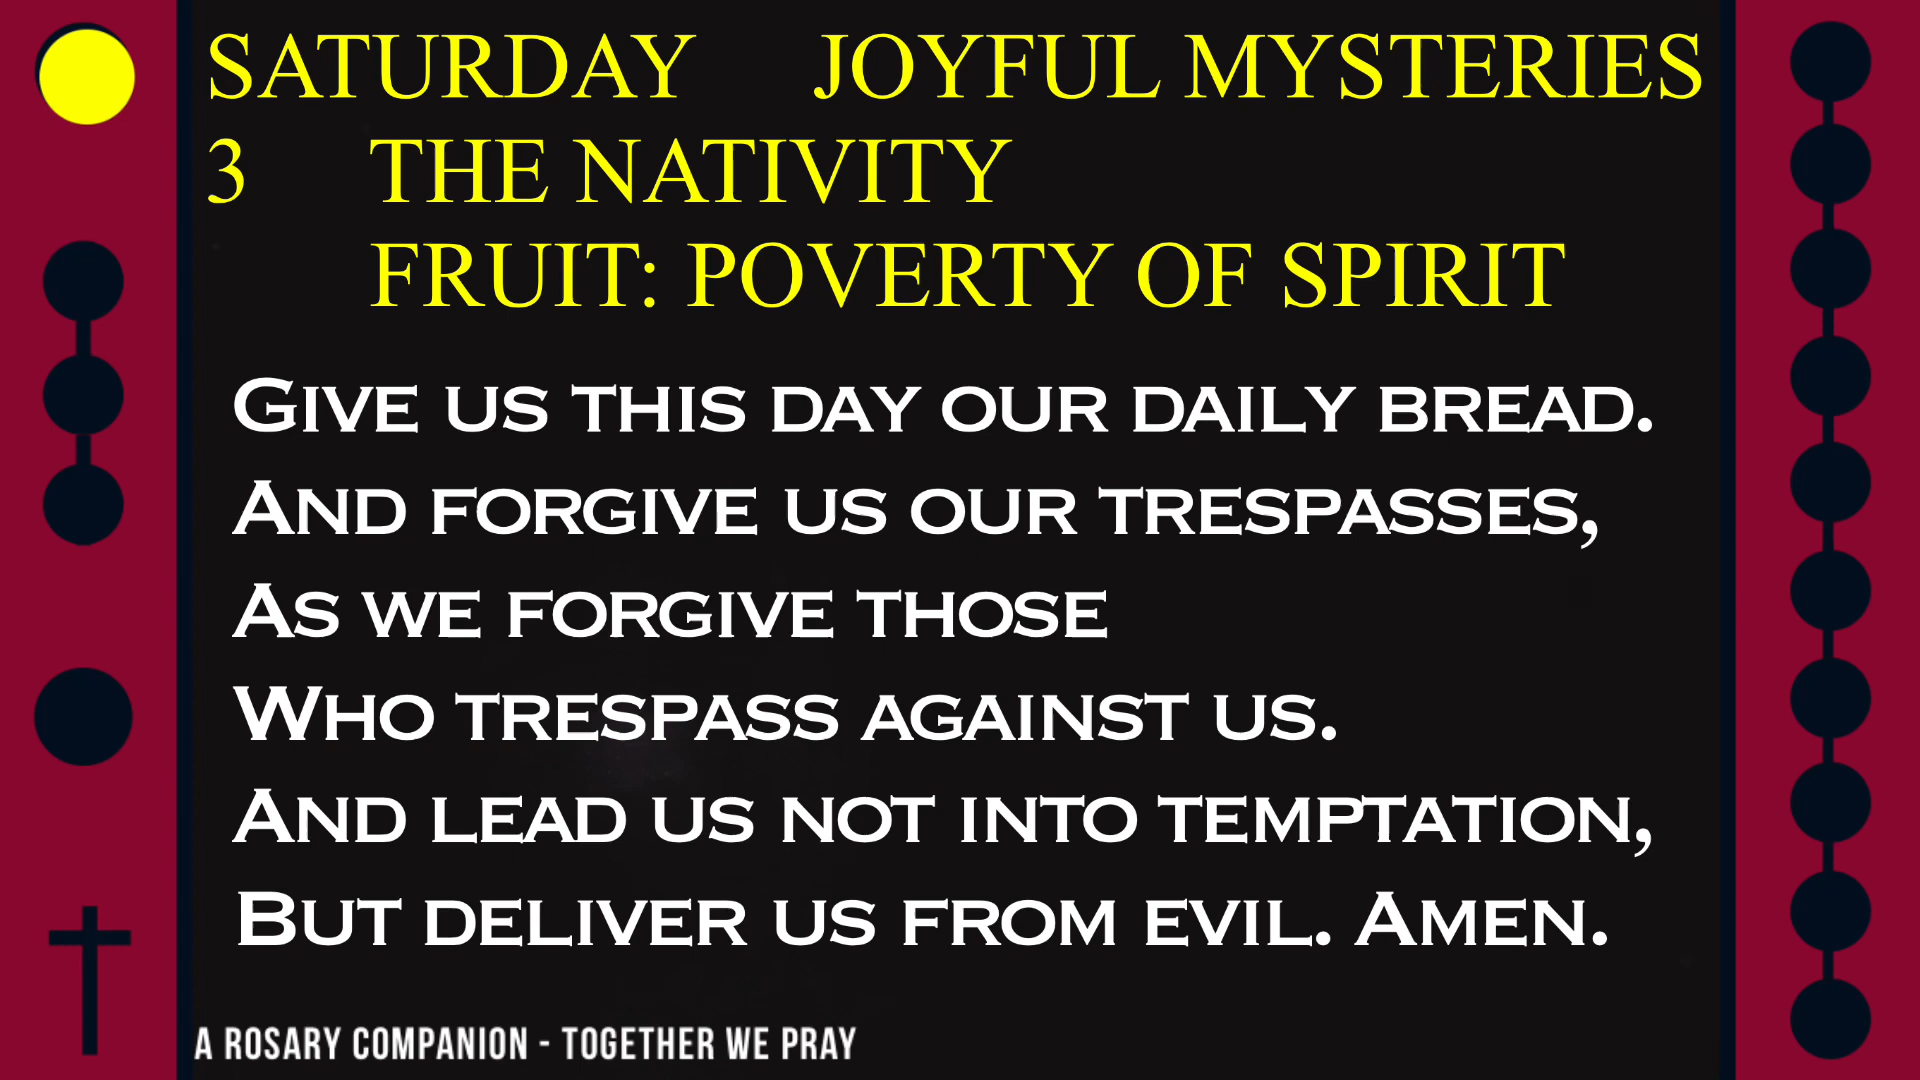 SATURDAY JOYFUL MYSTERIES
3 THE NATIVITY
FRUIT: POVERTY OF SPIRIT
Give us this day our daily bread.
And forgive us our trespasses,
As we forgive those
Who trespass against us.
And lead us not into temptation,
But deliver us from evil. Amen.
A ROSARY COMPANION - TOGETHER WE PRAY